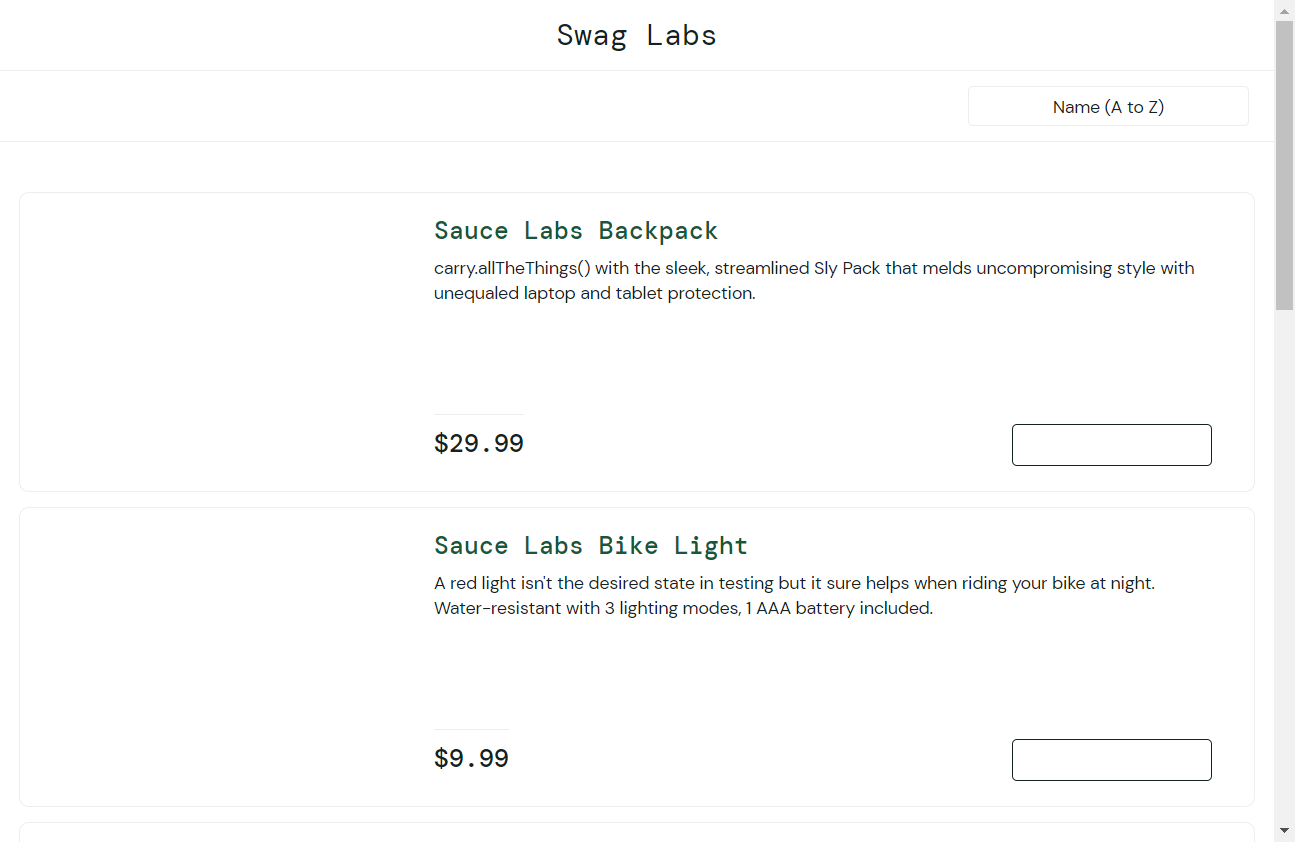 Swag Labs
Name (A to Z)
Sauce Labs Backpack
carry.allTheThings() with the sleek, streamlined Sly Pack that melds uncompromising style with
unequaled laptop and tablet protection.
$29.99
Sauce Labs Bike Light
A red light isn't the desired state in testing but it sure helps when riding your bike at night.
Water-resistant with 3 lighting modes, 1 AAA battery included.
$9.99